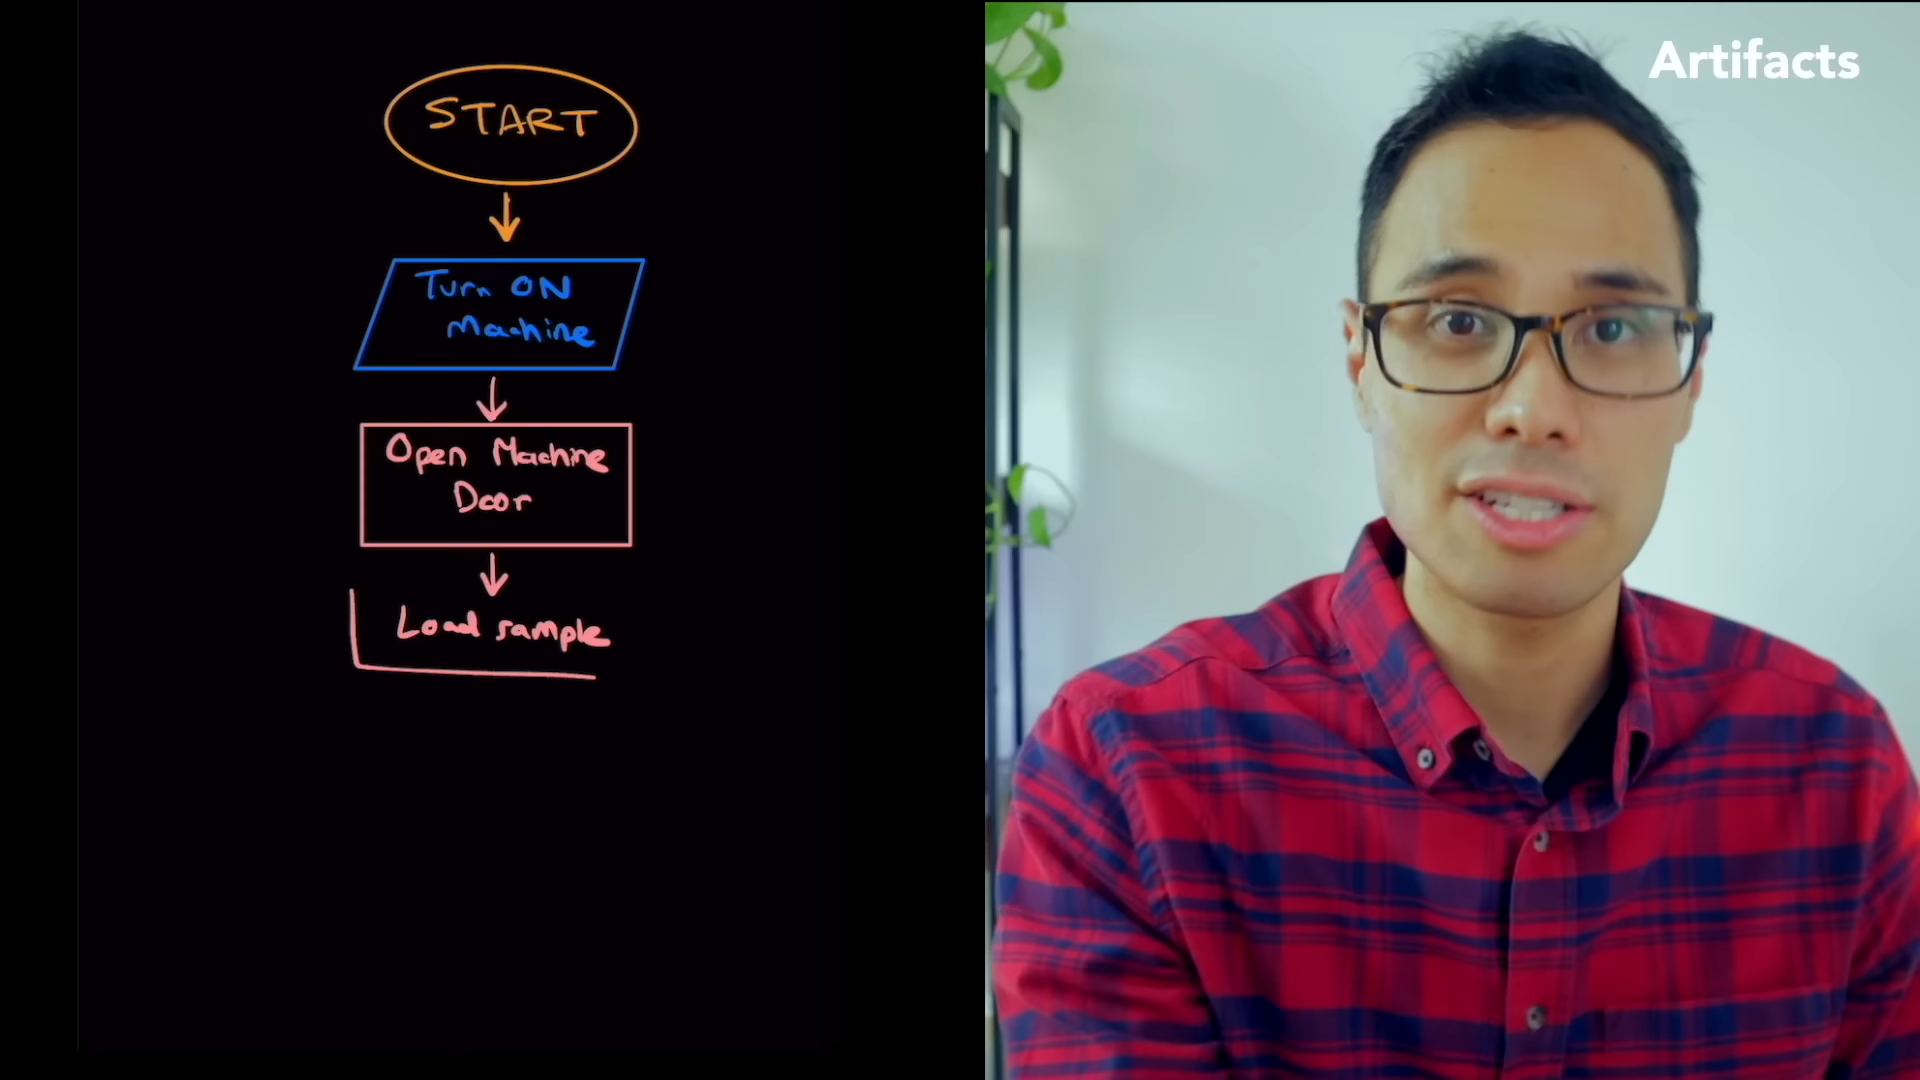 START
Turn ON
Machine
Open Machine
Door
Load sample
Artifacts